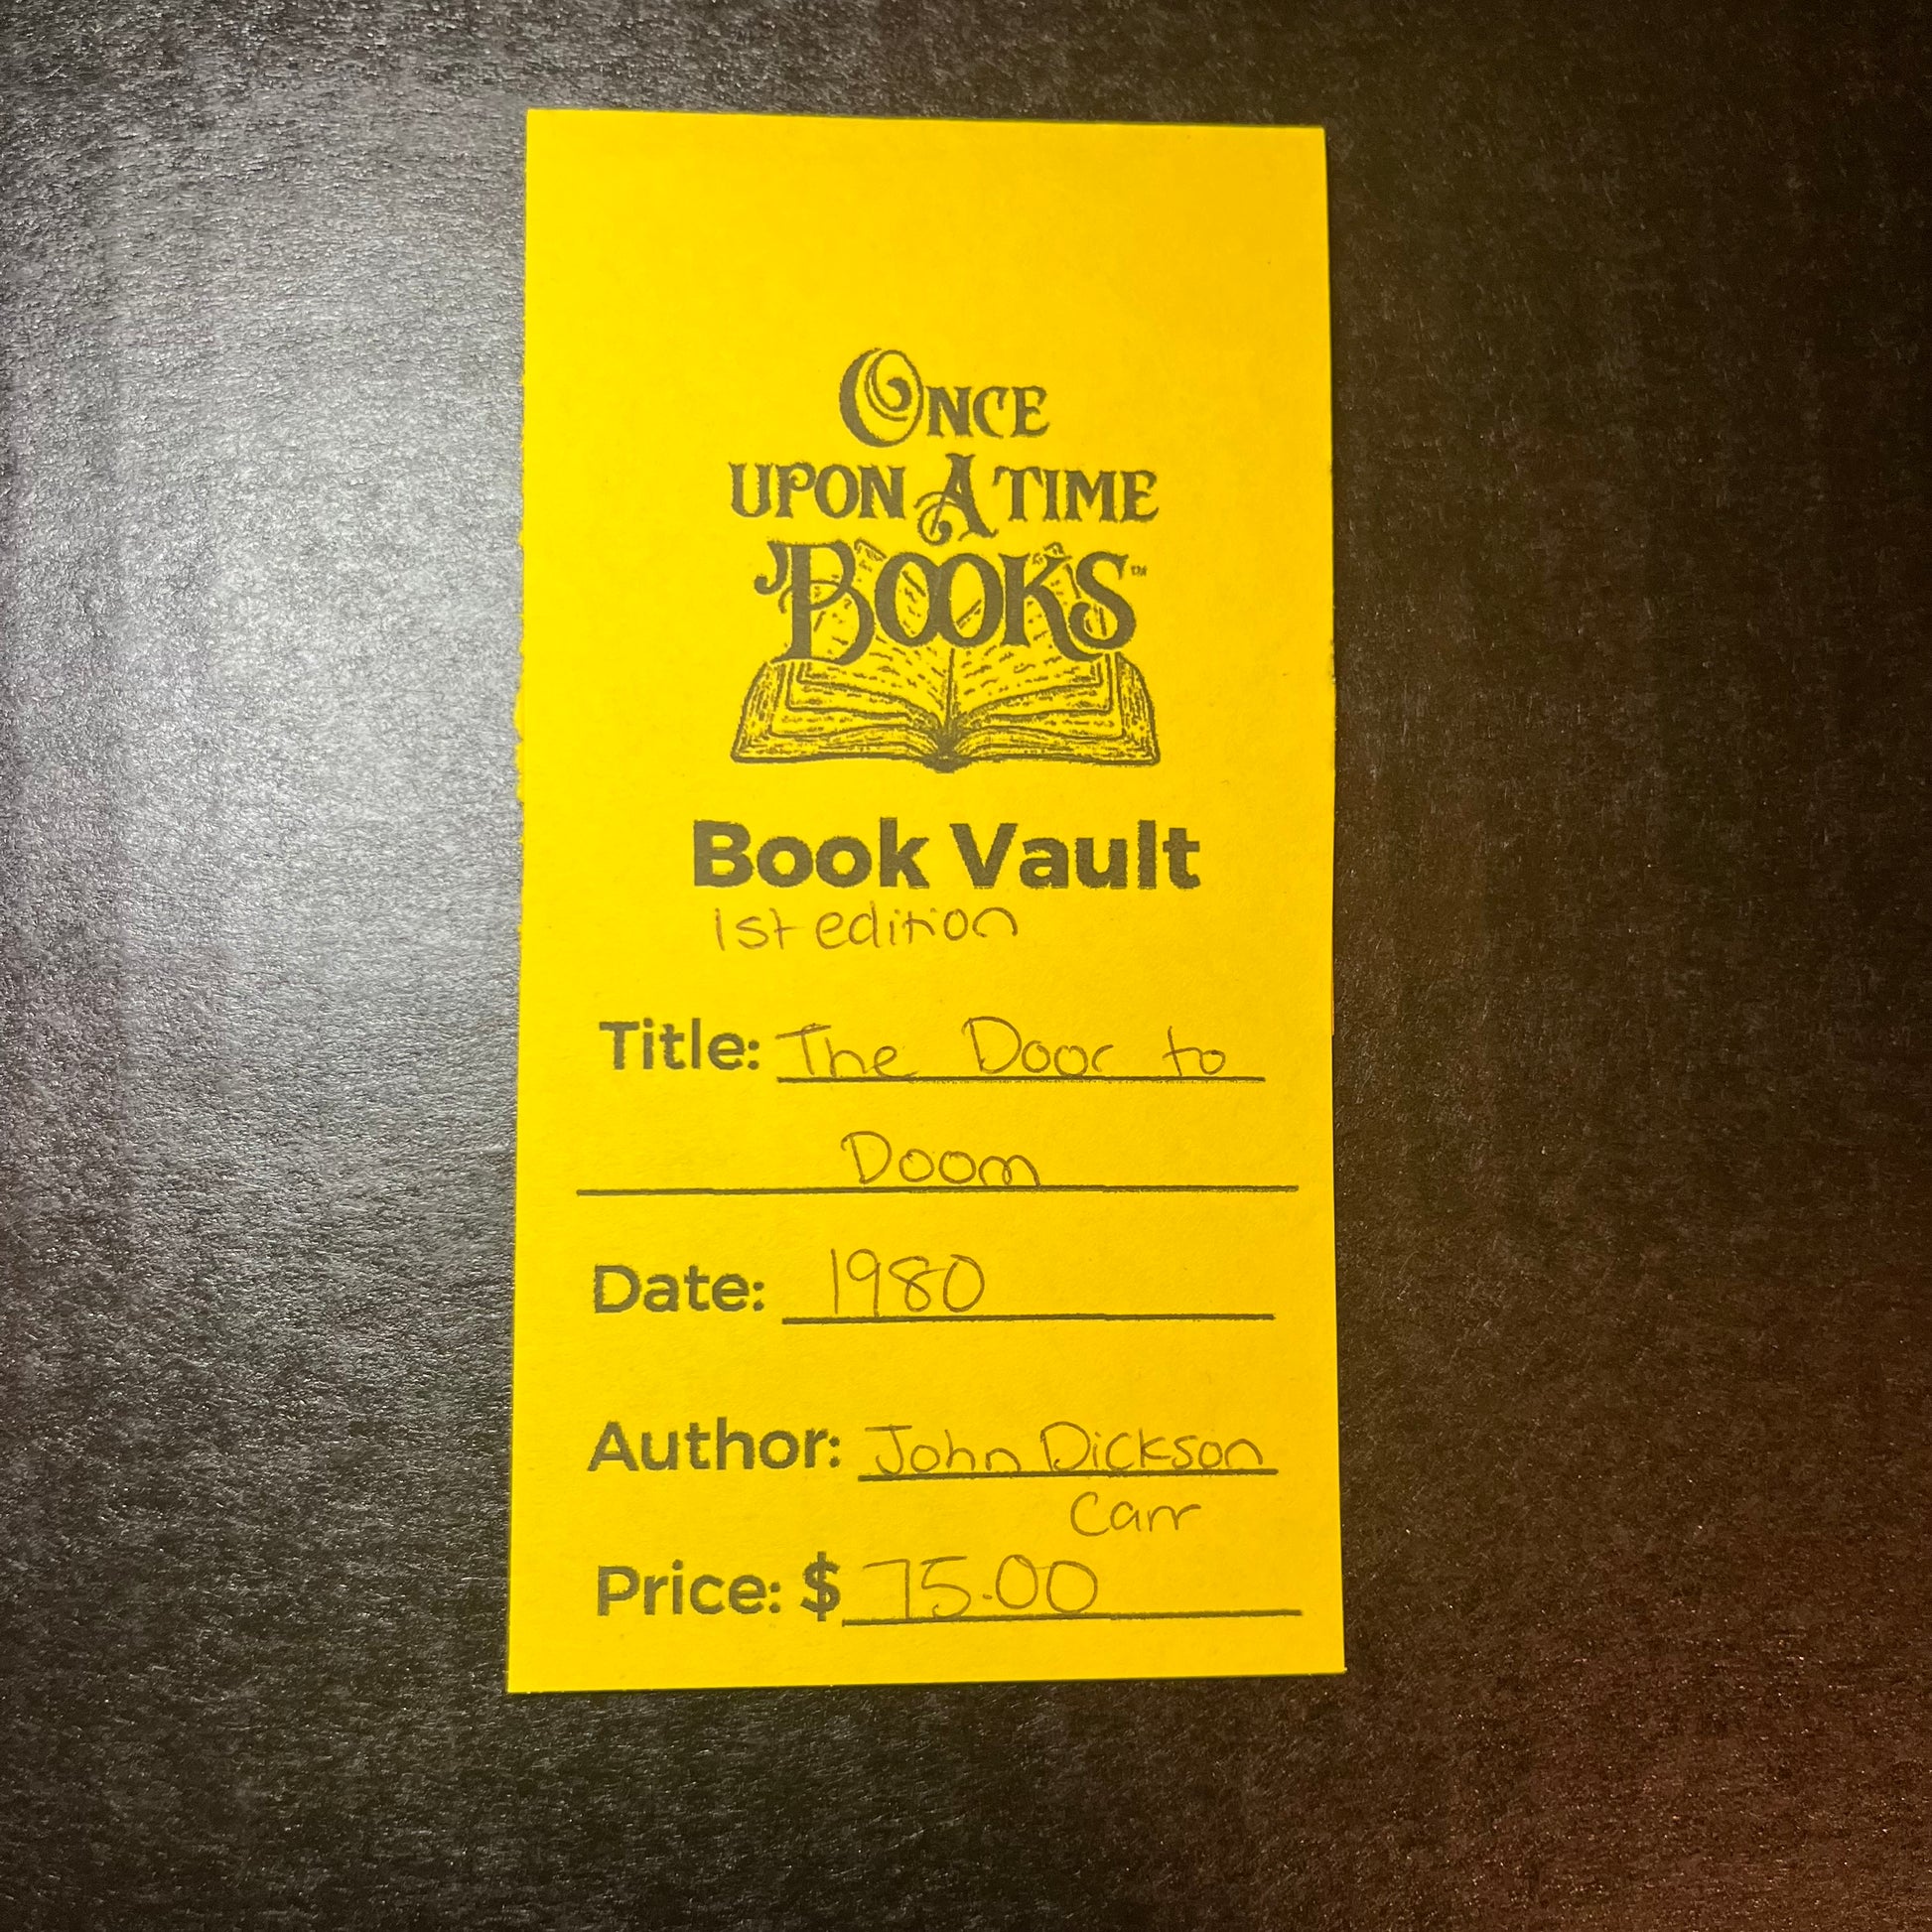 ONCE
UPON A TIME
BOOKS™
Book Vault
1st edition
Title: The Door to
Doom
Date: 1980
Author: John Dickson
Carr
Price: $ 75.00